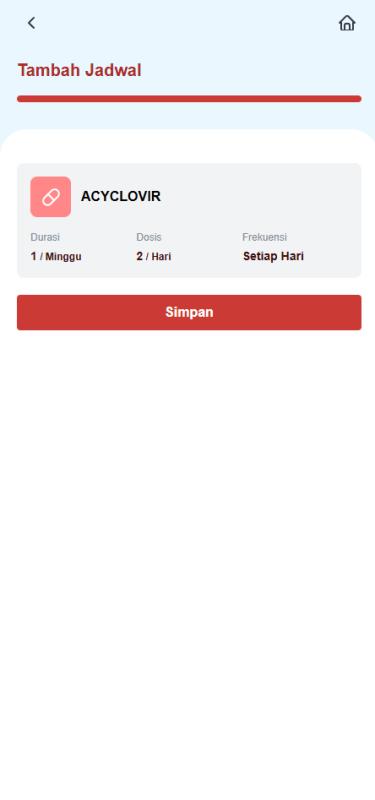 Tambah Jadwal
ACYCLOVIR
Durasi Dosis Frekuensi
1 / Minggu 2 / Hari Setiap Hari
Simpan